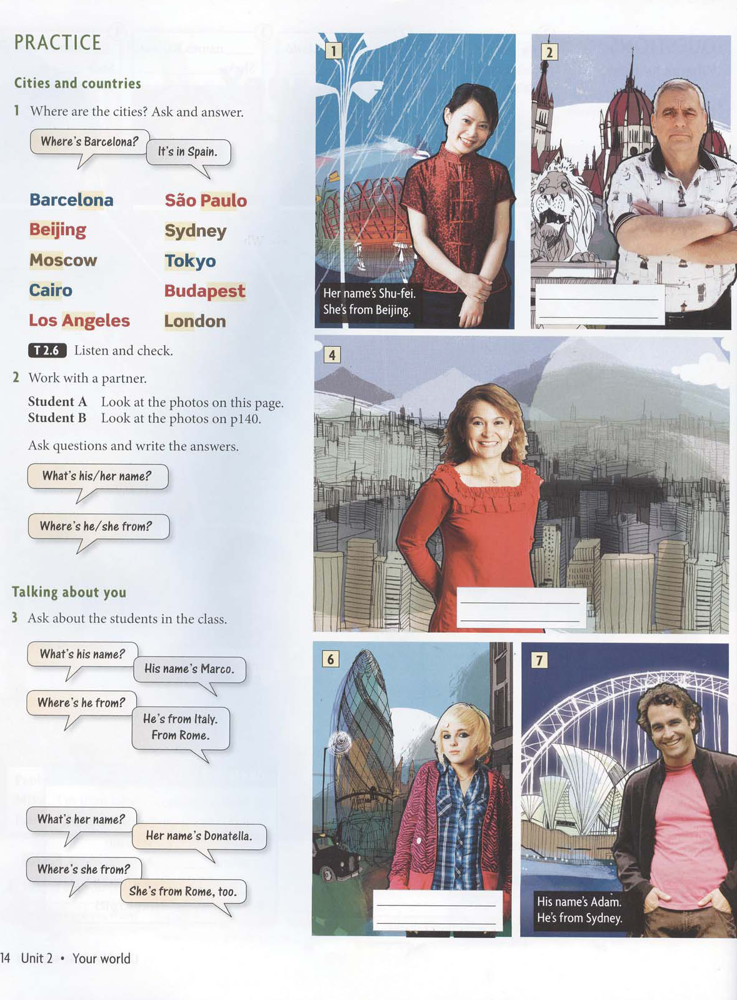 PRACTICE
Cities and countries
1 Where are the cities? Ask and answer.
Where's Barcelona?
It's in Spain.
Barcelona
São Paulo
Beijing
Sydney
Moscow
Tokyo
Cairo
Budapest
Los Angeles
London
T 2.6 Listen and check.
2 Work with a partner.
Student A Look at the photos on this page.
Student B Look at the photos on p140.
Ask questions and write the answers.
What's his/her name?
Where's he/she from?
Talking about you
3 Ask about the students in the class.
What's his name?
His name's Marco.
Where's he from?
He's from Italy.
From Rome.
What's her name?
Her name's Donatella.
Where's she from?
She's from Rome, too.
14 Unit 2 • Your world
1
Her name's Shu-fei.
She's from Beijing.
2
4
6
7
His name's Adam.
He's from Sydney.